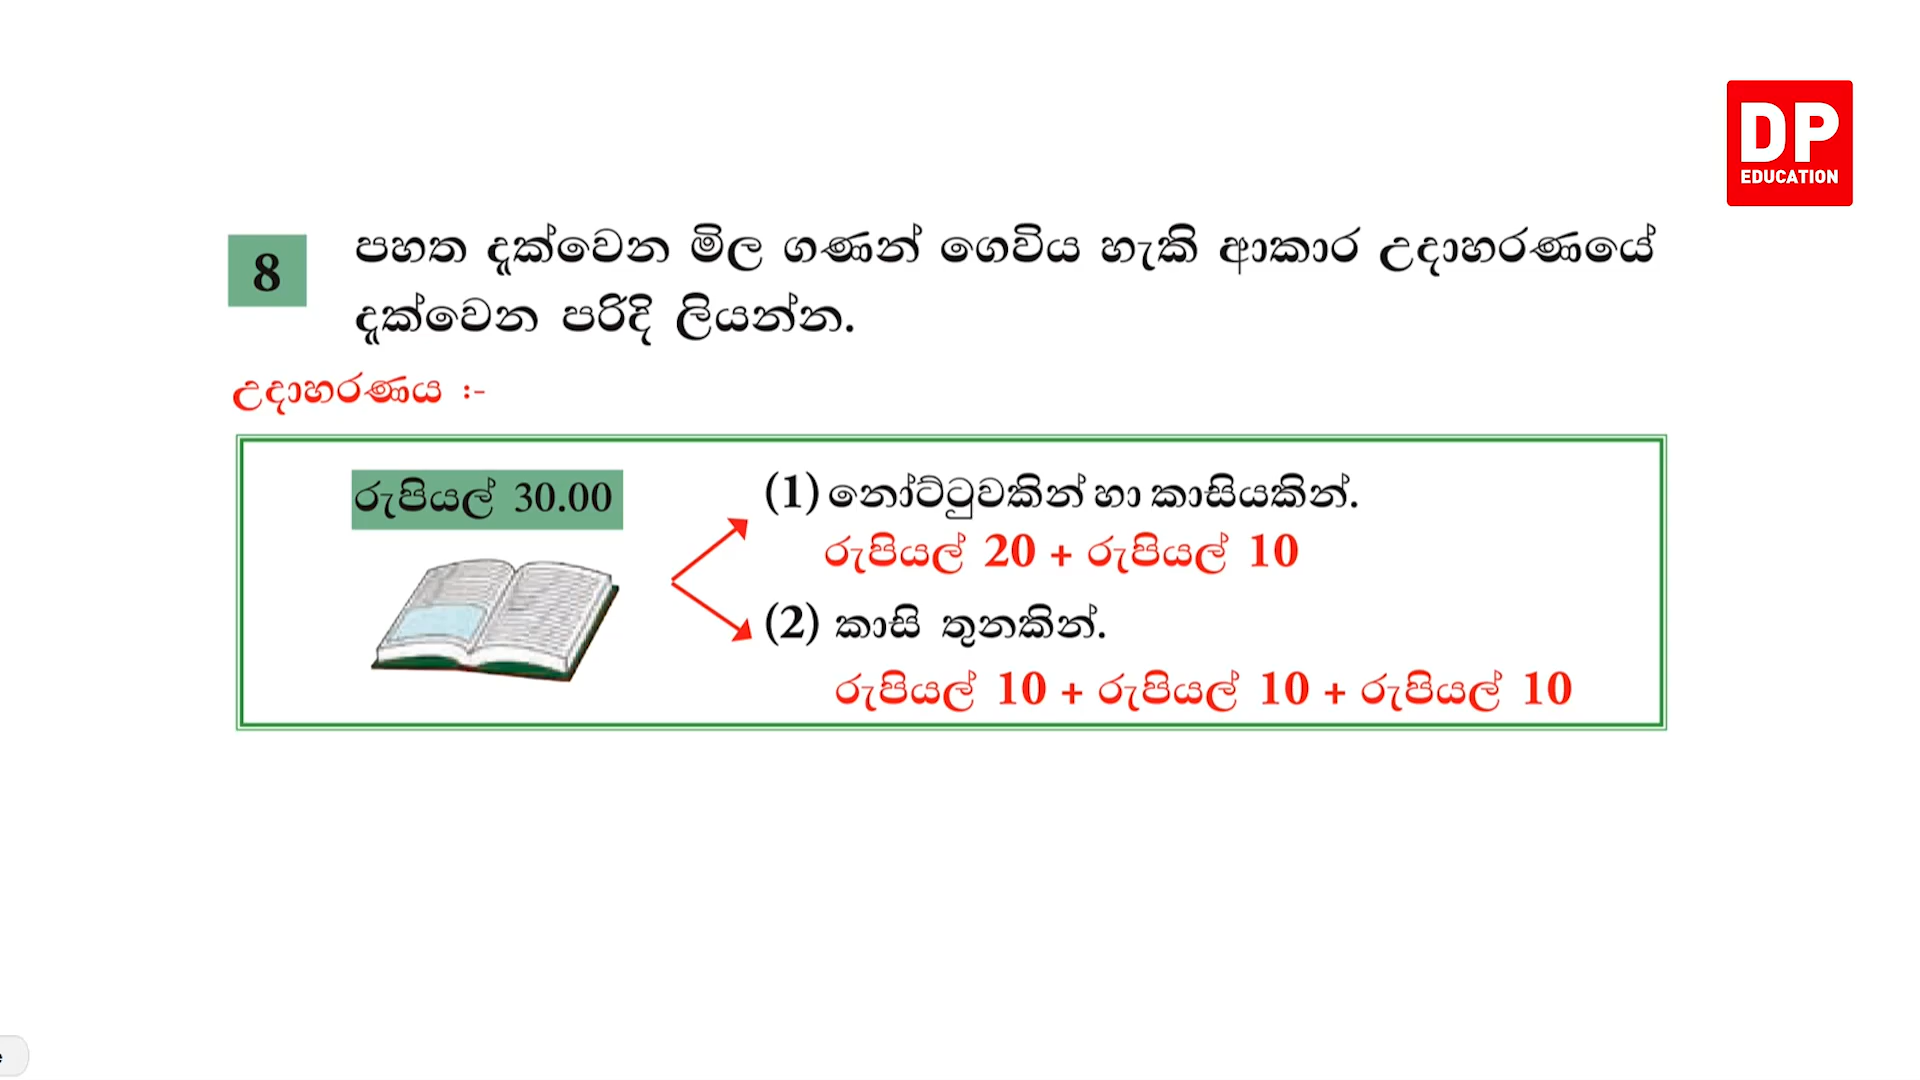 DP
EDUCATION
8
පහත දැක්වෙන මිල ගණන් ගෙවිය හැකි ආකාර උදාහරණයේ
දැක්වෙන පරිදි ලියන්න.
උදාහරණය :-
රුපියල් 30.00
(1) නෝට්ටුවකින් හා කාසියකින්.
රුපියල් 20 + රුපියල් 10
(2) කාසි තුනකින්.
රුපියල් 10 + රුපියල් 10 + රුපියල් 10